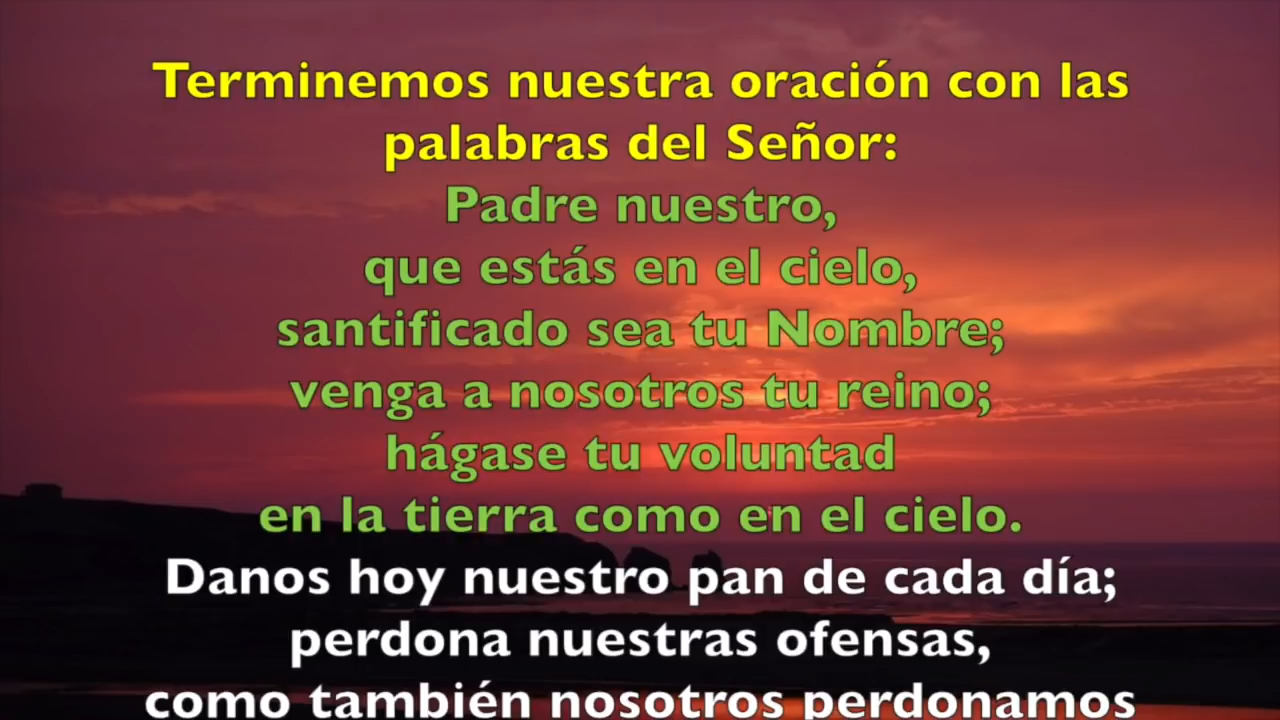 Terminemos nuestra oración con las
palabras del Señor:
Padre nuestro,
que estás en el cielo,
santificado sea tu Nombre;
venga a nosotros tu reino;
hágase tu voluntad
en la tierra como en el cielo.
Danos hoy nuestro pan de cada día;
perdona nuestras ofensas,
como también nosotros perdonamos